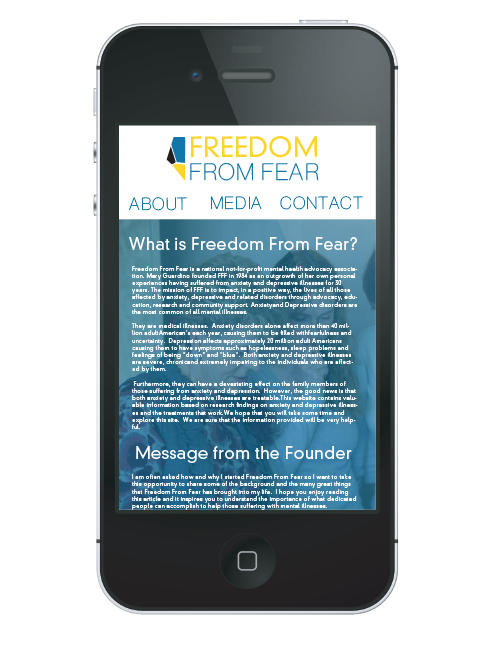 FREEDOM
FROM FEAR
ABOUT MEDIA CONTACT
What is Freedom From Fear?
Freedom From Fear is a national not-for-profit mental health advocacy associa-
tion. Mary Guardino founded FFF in 1984 as an outgrowth of her own personal
experiences having suffered from anxiety and depressive illnesses for 30
years. The mission of FFF is to impact, in a positive way, the lives of all those
affected by anxiety, depressive and related disorders through advocacy, edu-
cation, research and community support. Anxiety and Depressive disorders are
the most common of all mental illnesses.
They are medical illnesses. Anxiety disorders alone affect more than 40 mil-
lion adult American's each year, causing them to be filled with fearfulness and
uncertainty. Depression affects approximately 20 million adult Americans
causing them to have symptoms such as hopelessness, sleep problems and
feelings of being "down" and "blue". Both anxiety and depressive illnesses
are severe, chronic and extremely impairing to the individuals who are affect-
ed by them.
Furthermore, they can have a devastating effect on the family members of
those suffering from anxiety and depression. However, the good news is that
both anxiety and depressive illnesses are treatable. This website contains valu-
able information based on research findings on anxiety and depressive illness-
es and the treatments that work. We hope that you will take some time and
explore this site. We are sure that the information provided will be very help-
ful.
Message from the Founder
I am often asked how and why I started Freedom From Fear so I want to take
this opportunity to share some of the background and the many great things
that Freedom From Fear has brought into my life. I hope you enjoy reading
this article and it inspires you to understand the importance of what dedicated
people can accomplish to help those suffering with mental illnesses.